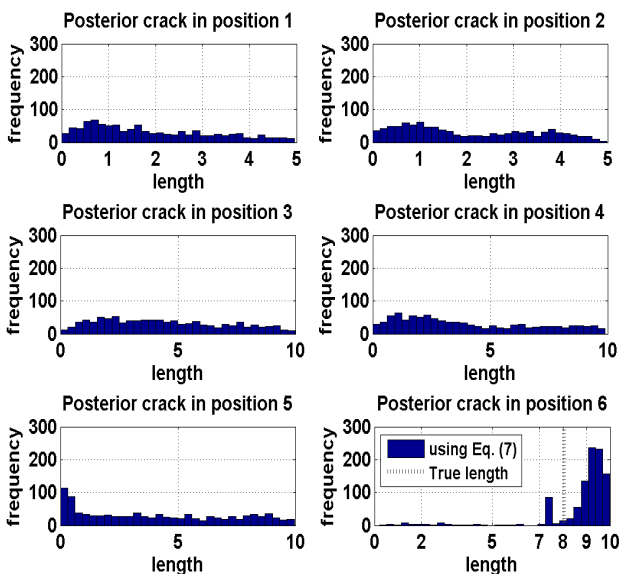 Posterior crack in position 1
Posterior crack in position 2
frequency
300
200
100
0
0 1 2 3 4 5
length
frequency
300
200
100
0
0 1 2 3 4 5
length
Posterior crack in position 3
Posterior crack in position 4
frequency
300
200
100
0
0 5 10
length
frequency
300
200
100
0
0 5 10
length
Posterior crack in position 5
Posterior crack in position 6
frequency
300
200
100
0
0 5 10
length
frequency
300
200
100
0
using Eq. (7)
True length
0 2 7 8 9 10
length